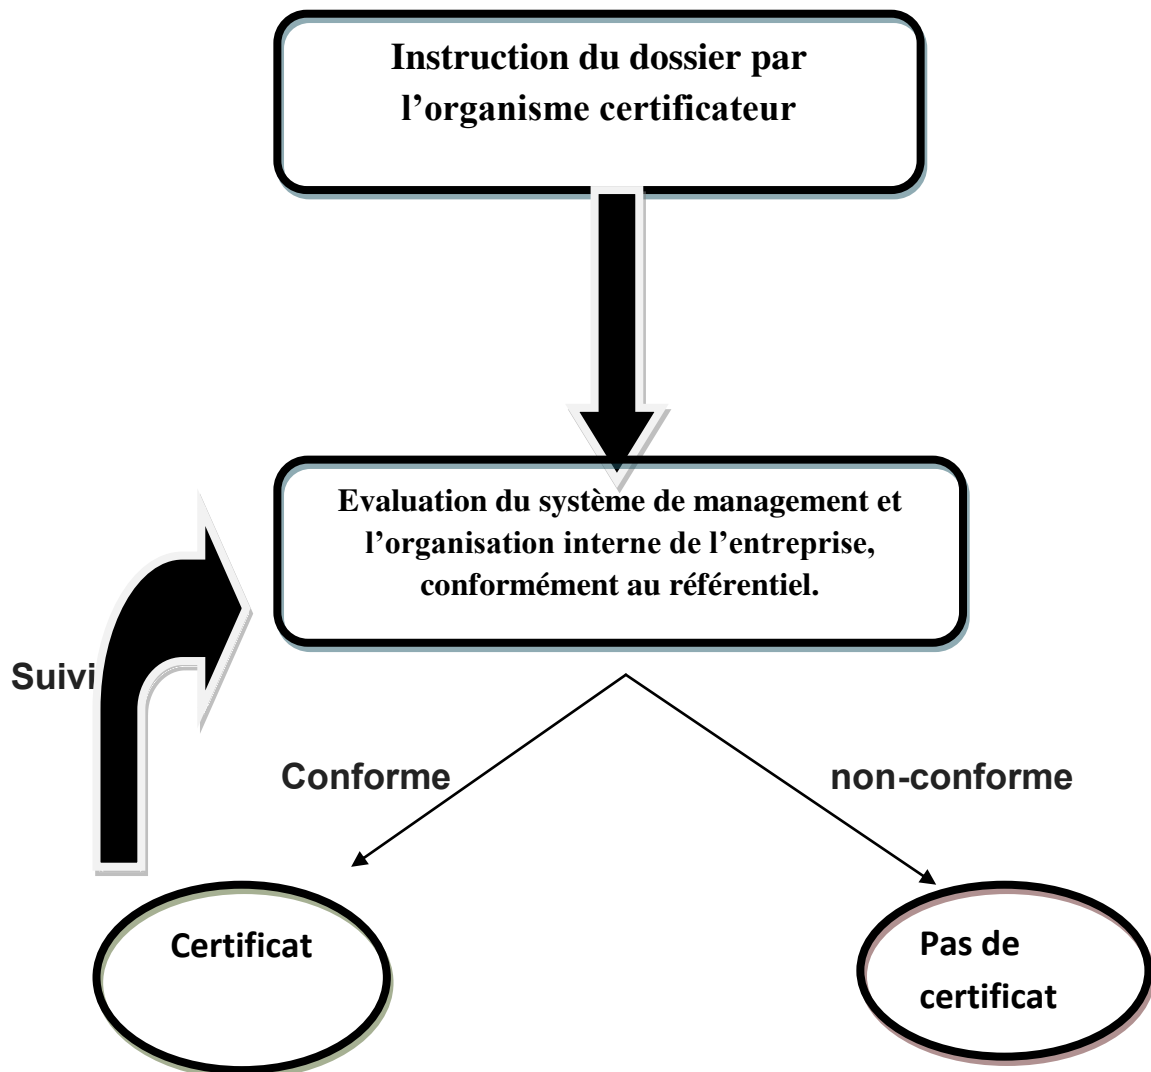 Instruction du dossier par
l’organisme certificateur
Evaluation du système de management et
l’organisation interne de l’entreprise,
conformément au référentiel.
Suivi
Conforme
non-conforme
Certificat
Pas de
certificat